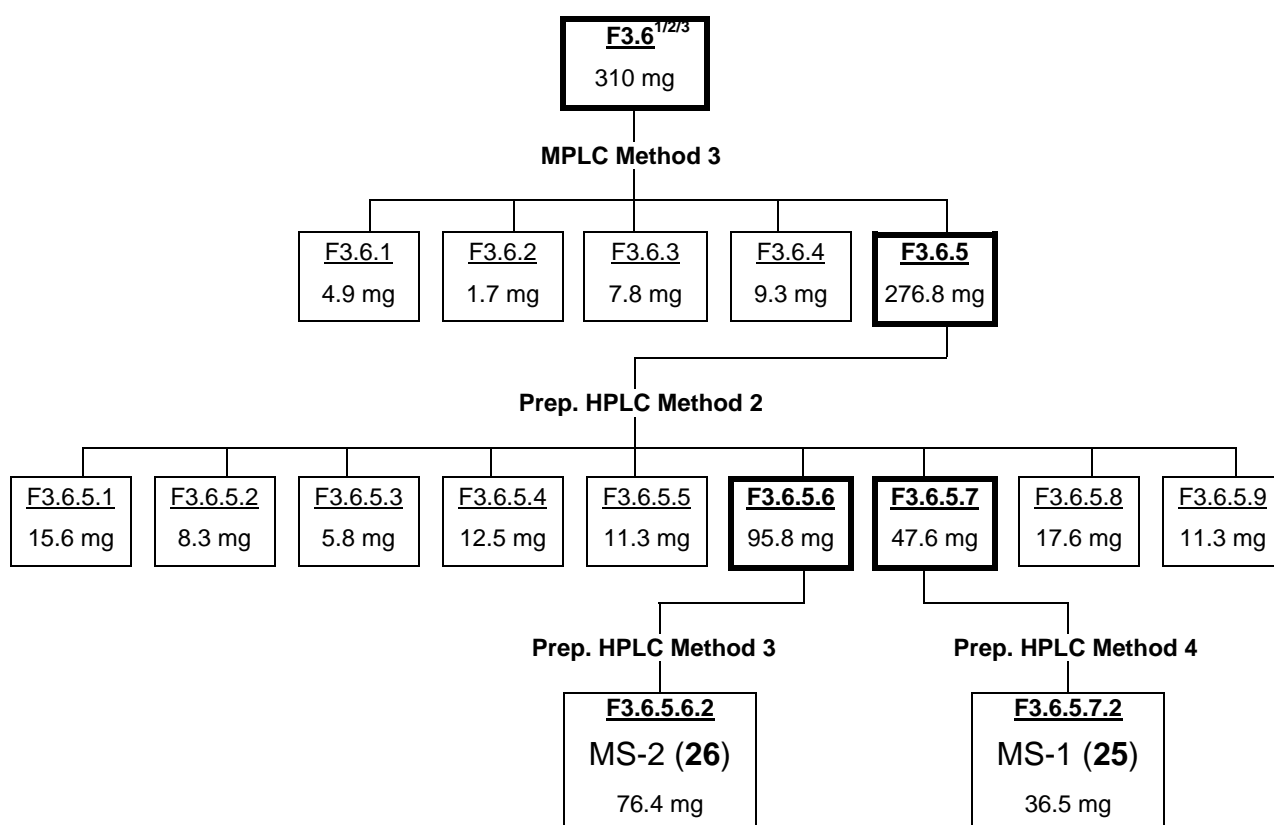 F3.6 1/2/3
310 mg
MPLC Method 3
F3.6.1
4.9 mg
F3.6.2
1.7 mg
F3.6.3
7.8 mg
F3.6.4
9.3 mg
F3.6.5
276.8 mg
Prep. HPLC Method 2
F3.6.5.1
15.6 mg
F3.6.5.2
8.3 mg
F3.6.5.3
5.8 mg
F3.6.5.4
12.5 mg
F3.6.5.5
11.3 mg
F3.6.5.6
95.8 mg
F3.6.5.7
47.6 mg
F3.6.5.8
17.6 mg
F3.6.5.9
11.3 mg
Prep. HPLC Method 3
F3.6.5.6.2
MS-2 (26)
76.4 mg
Prep. HPLC Method 4
F3.6.5.7.2
MS-1 (25)
36.5 mg